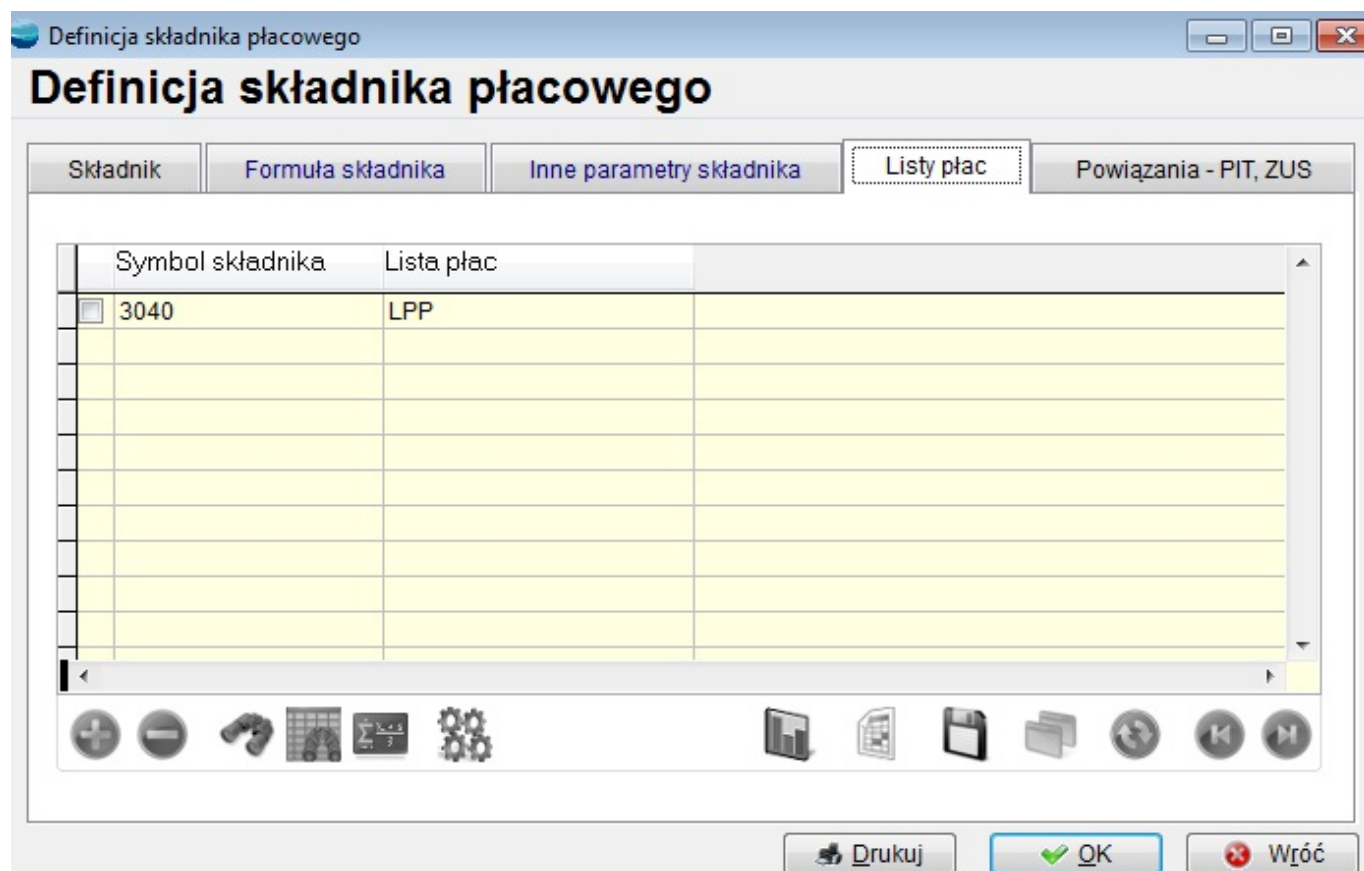 Definicja składnika płacowego
Definicja składnika płacowego
Składnik Formuła składnika Inne parametry składnika Listy płac Powiązania - PIT, ZUS
Symbol składnika Lista płac
3040 LPP
Drukuj OK Wróć